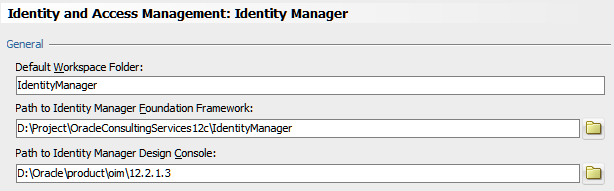 Identity and Access Management: Identity Manager
General
Default Workspace Folder:
IdentityManager
Path to Identity Manager Foundation Framework:
D:\Project\OracleConsultingServices12c\IdentityManager
Path to Identity Manager Design Console:
D:\Oracle\product\oim\12.2.1.3